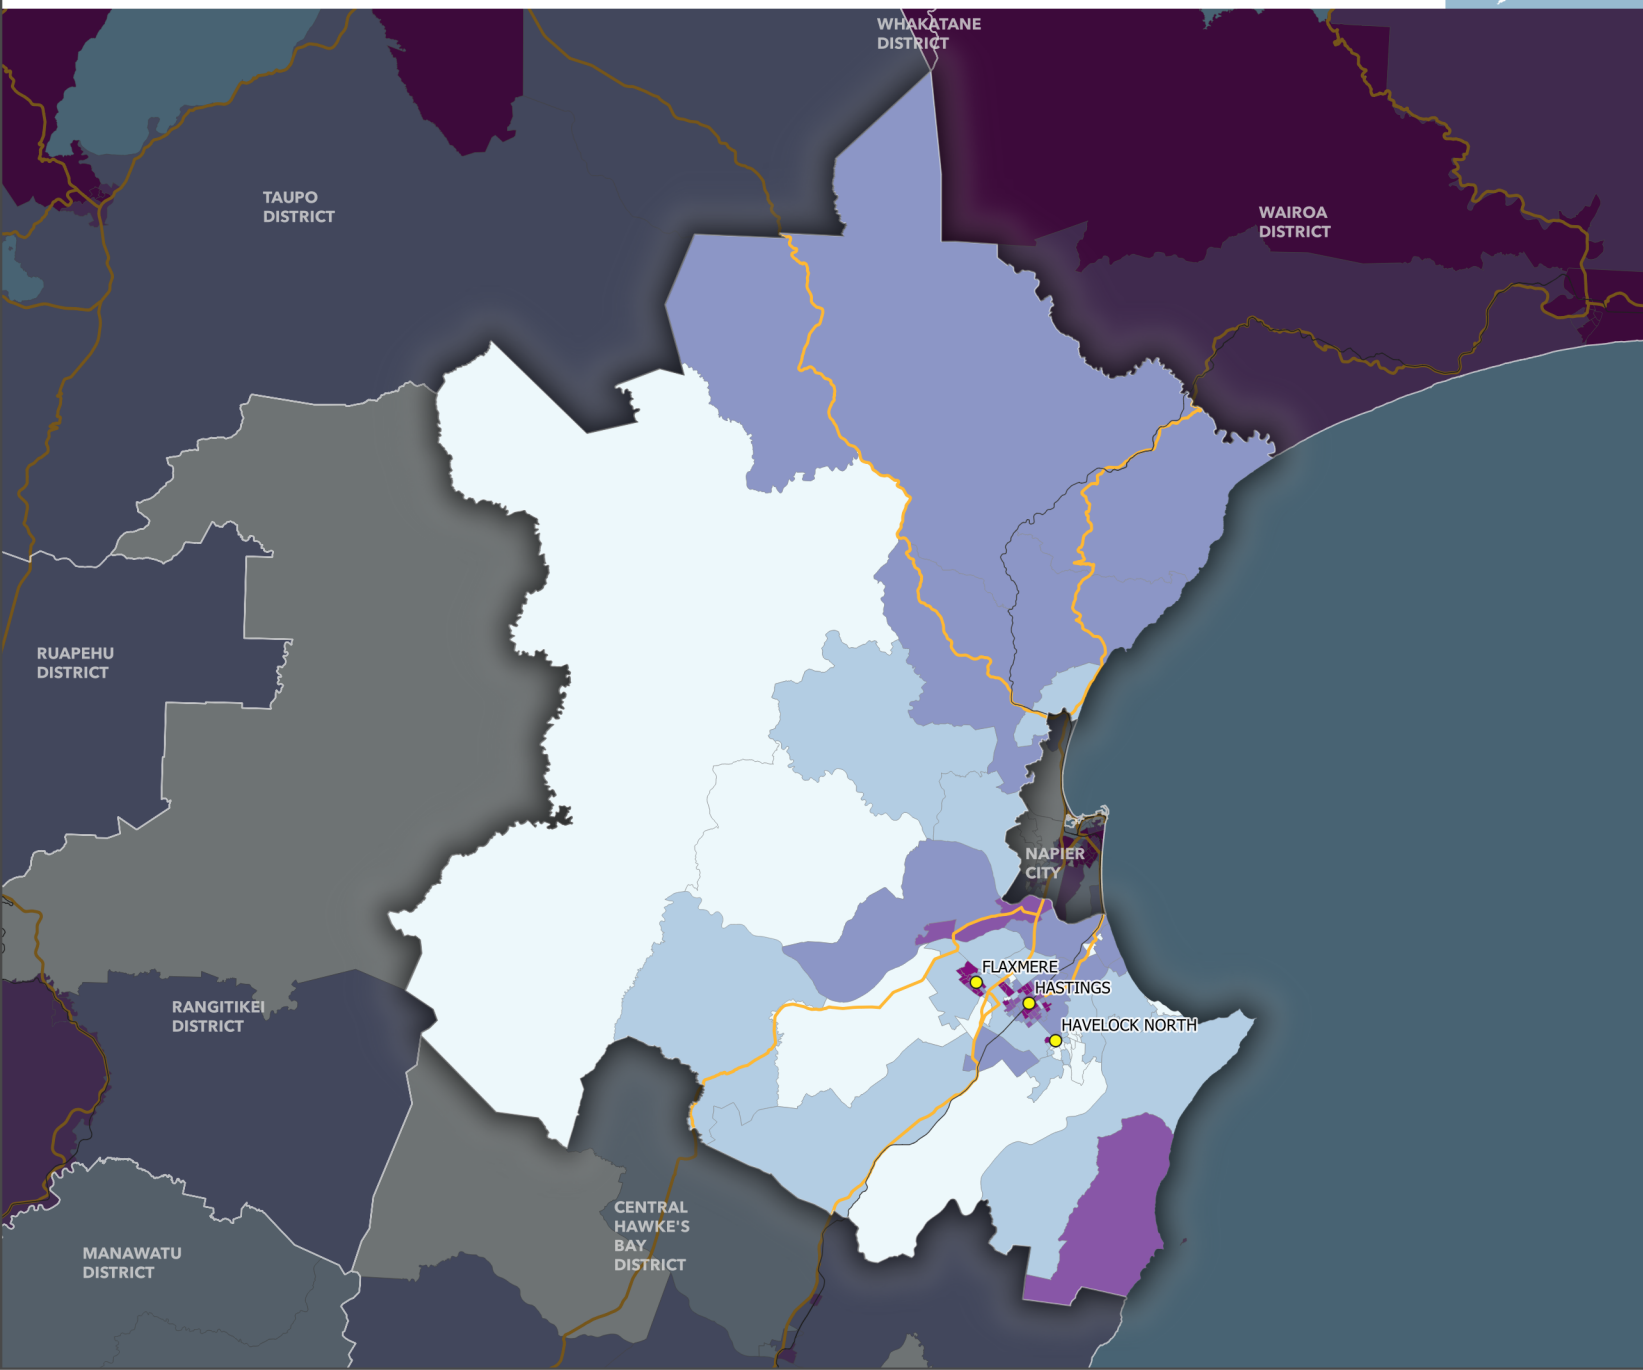 WHAKATANE
DISTRICT
TAUPO
DISTRICT
WAIROA
DISTRICT
RUAPEHU
DISTRICT
NAPIER
CITY
FLAXMERE
HASTINGS
HAVELOCK NORTH
RANGITIKEI
DISTRICT
CENTRAL
HAWKE'S
BAY
DISTRICT
MANAWATU
DISTRICT